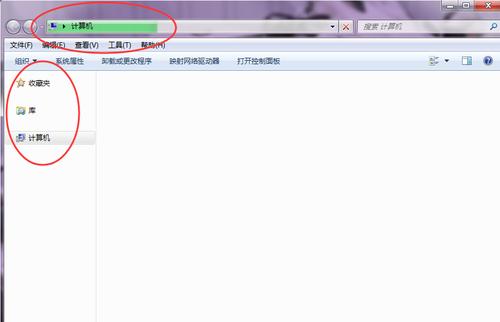 计算机
搜索 计算机
文件(F) 编辑(E) 查看(V) 工具(T) 帮助(H)
组织 系统属性 卸载或更改程序 映射网络驱动器 打开控制面板
收藏夹
库
计算机